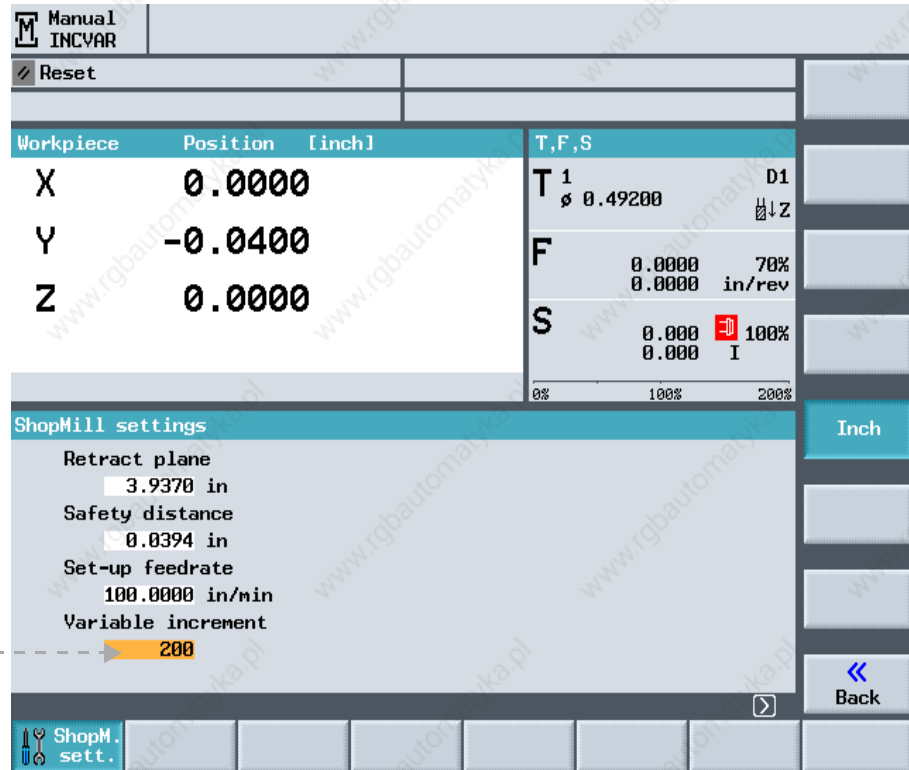 Manual
INCVAR
Reset
Workpiece Position [inch]
X 0.0000
Y -0.0400
Z 0.0000
T,F,S
T 1 D1
ø 0.49200 Z
F 0.0000 70%
0.0000 in/rev
S 0.000 100%
0.000 I
0% 100% 200%
ShopMill settings
Retract plane
3.9370 in
Safety distance
0.0394 in
Set-up feedrate
100.0000 in/min
Variable increment
200
Inch
Back
ShopM.
sett.
www.rgbautomatyka.pl